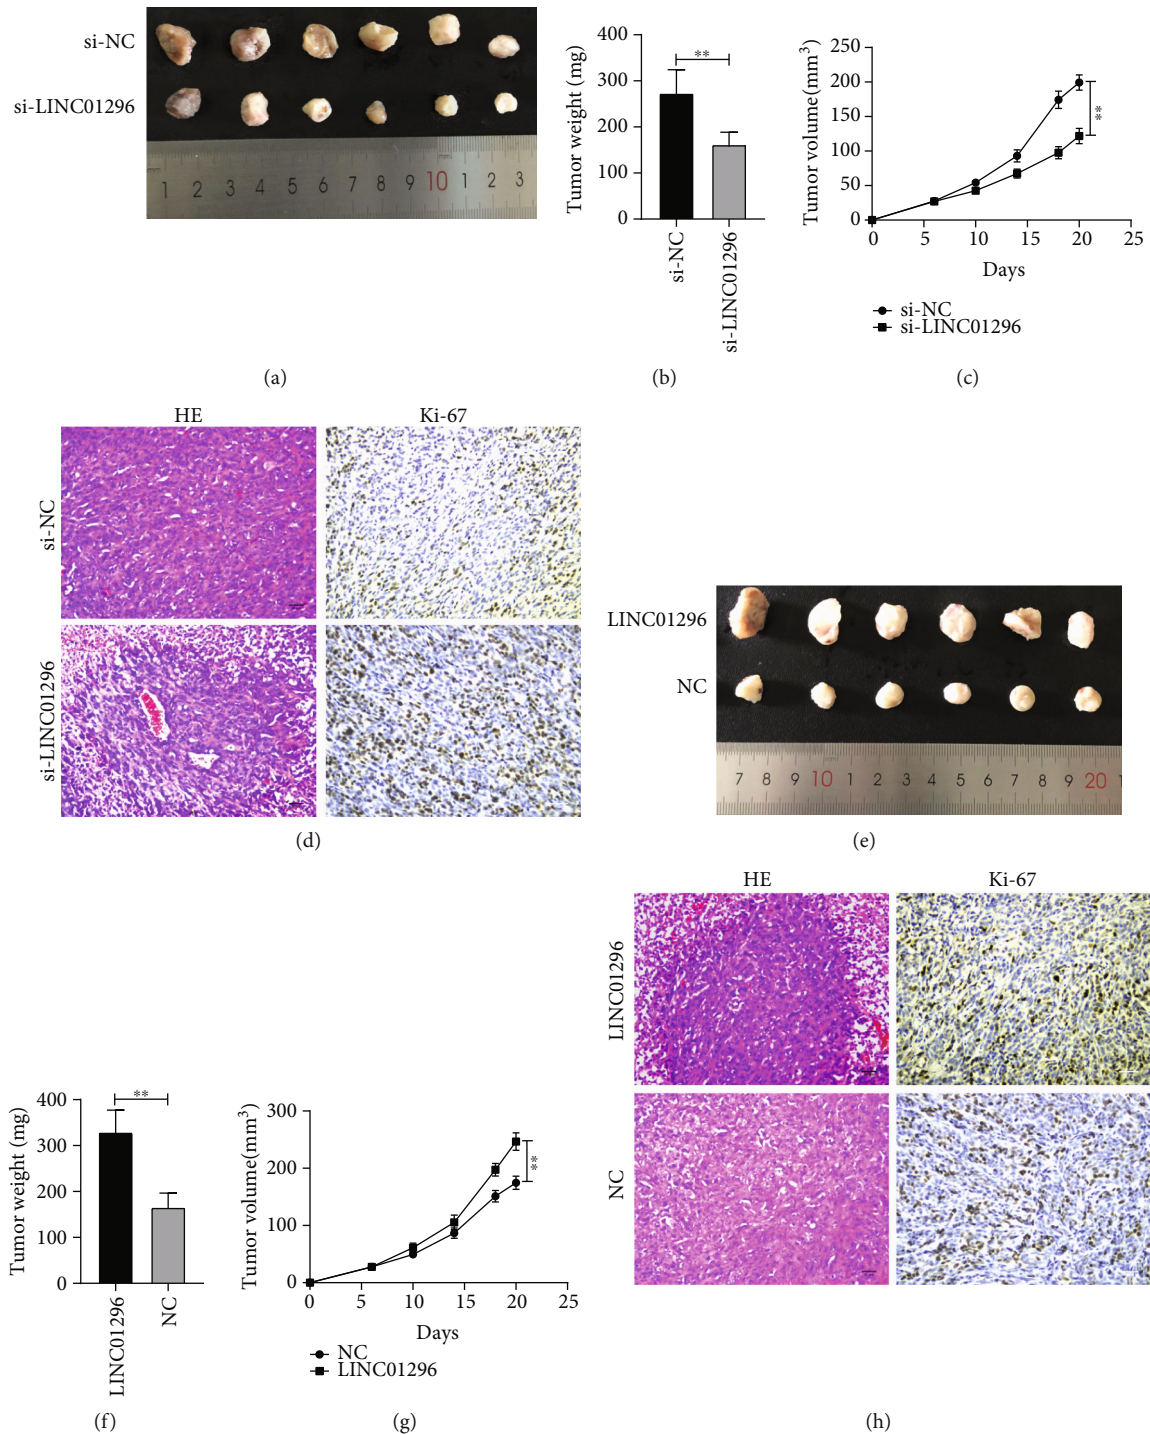 si-NC
si-LINC01296
1 2 3 4 5 6 7 8 9 10 1 2 3
(a)
Tumor weight (mg)
400
300
200
100
0
**
si-NC
si-LINC01296
(b)
Tumor volume(mm³)
250
200
150
100
50
0
**
0 5 10 15 20 25
Days
si-NC
si-LINC01296
(c)
HE Ki-67
si-NC
si-LINC01296
(d)
LINC01296
NC
7 8 9 10 1 2 3 4 5 6 7 8 9 20 1
(e)
Tumor weight (mg)
400
300
200
100
0
**
LINC01296
NC
(f)
Tumor volume(mm³)
300
200
100
0
**
0 5 10 15 20 25
Days
NC
LINC01296
(g)
HE Ki-67
LINC01296
NC
(h)